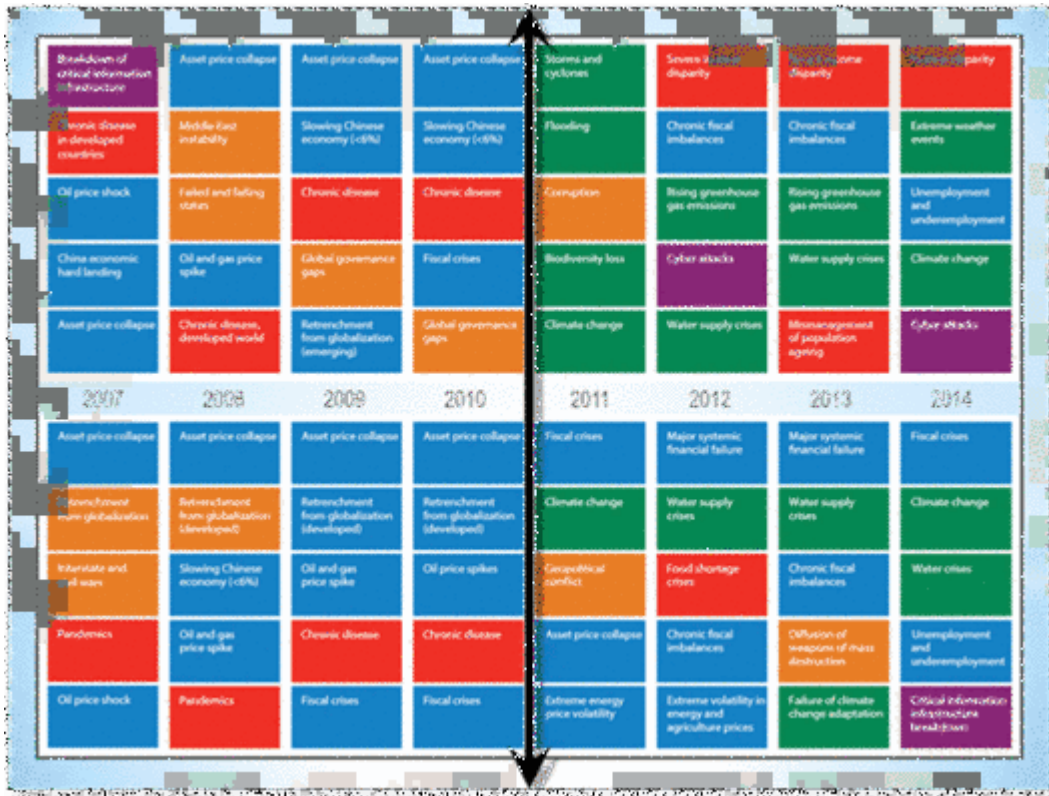 Breakdown of
critical information
infrastructure
Asset price collapse
Asset price collapse
Asset price collapse
Storms and
cyclones
Severe
disparity
disparity
Chronic disease
in developed
countries
Middle East
instability
Slowing Chinese
economy (<6%)
Slowing Chinese
economy (<6%)
Flooding
Chronic fiscal
imbalances
Chronic fiscal
imbalances
Extreme weather
events
Oil price shock
Failed and failing
states
Chronic disease
Chronic disease
Corruption
Rising greenhouse
gas emissions
Rising greenhouse
gas emissions
Unemployment
and
underemployment
China economic
hard landing
Oil and gas price
spike
Global governance
gaps
Fiscal crises
Biodiversity loss
Cyber attacks
Water supply crises
Climate change
Asset price collapse
Chronic disease,
developed world
Retrenchment
from globalization
(emerging)
Global governance
gaps
Climate change
Water supply crises
Mismanagement
of population
ageing
Cyber attacks
2007
2008
2009
2010
2011
2012
2013
2014
Asset price collapse
Asset price collapse
Asset price collapse
Asset price collapse
Fiscal crises
Major systemic
financial failure
Major systemic
financial failure
Fiscal crises
Retrenchment
from globalization
Retrenchment
from globalization
(developed)
Retrenchment
from globalization
(developed)
Retrenchment
from globalization
(developed)
Climate change
Water supply
crises
Water supply
crises
Climate change
Interstate and
wars
Slowing Chinese
economy (<6%)
Oil and gas
price spike
Oil price spikes
Geopolitical
conflict
Food shortage
crises
Chronic fiscal
imbalances
Water crises
Pandemics
Oil and gas
price spike
Chronic disease
Chronic disease
Asset price collapse
Chronic fiscal
imbalances
Diffusion of
weapons of mass
destruction
Unemployment
and
underemployment
Oil price shock
Pandemics
Fiscal crises
Fiscal crises
Extreme energy
price volatility
Extreme volatility in
energy and
agriculture prices
Failure of climate
change adaptation
Critical information
infrastructure
breakdown